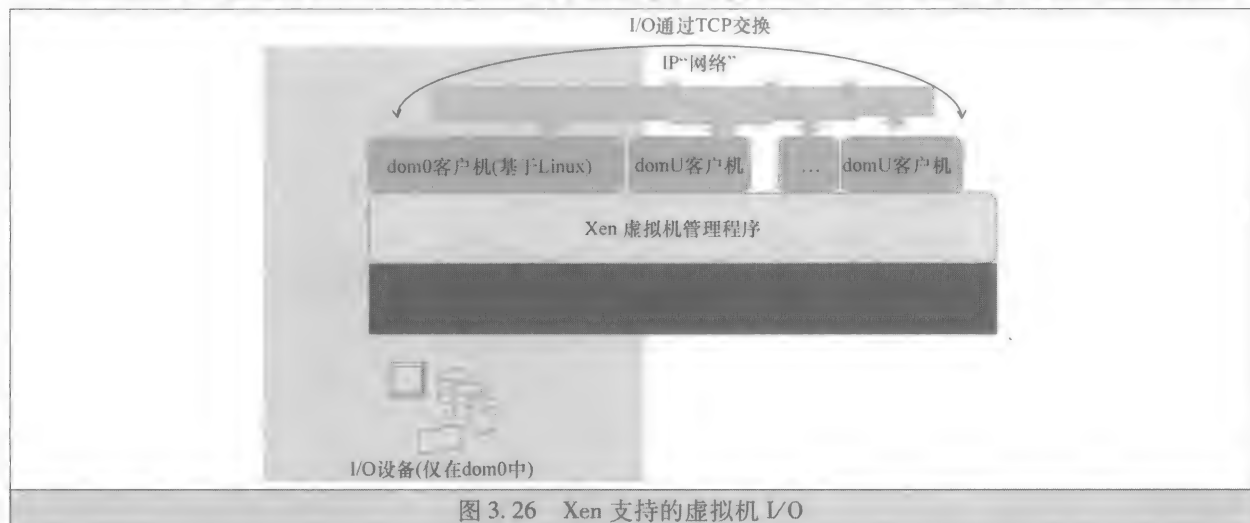 I/O通过TCP交换
IP“网络”
dom0客户机(基于Linux)
domU客户机
…
domU客户机
Xen 虚拟机管理程序
I/O设备(仅在dom0中)
图 3.26 Xen 支持的虚拟机 I/O